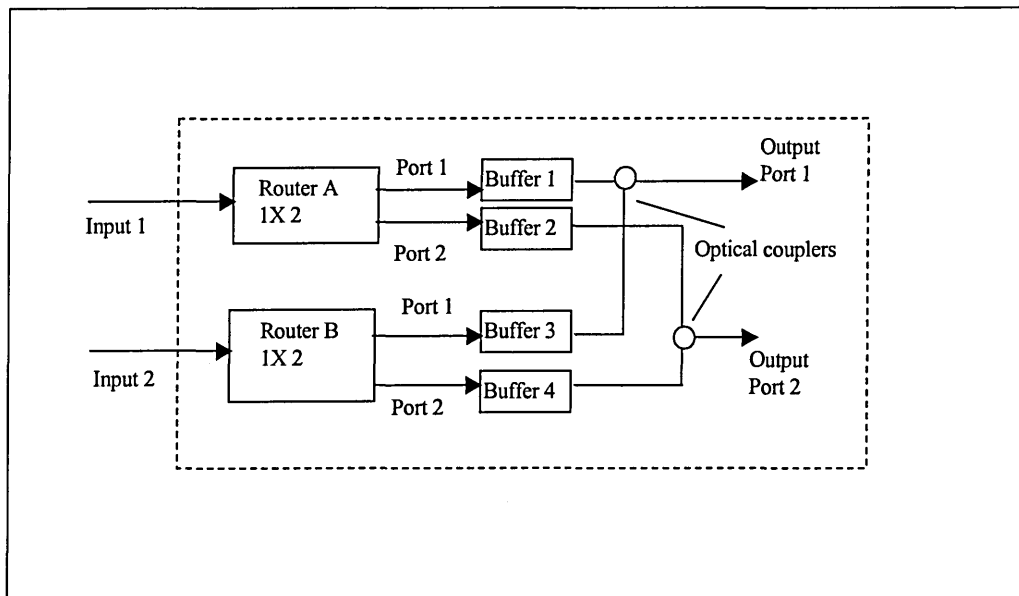 Output
Port 1
Port 1
Buffer 1
Router A
1X 2
Buffer 2
Input 1
Port 2
Optical couplers
Port 1
Router B
1X 2
Buffer 3
Output
Port 2
Input 2
Buffer 4
Port 2